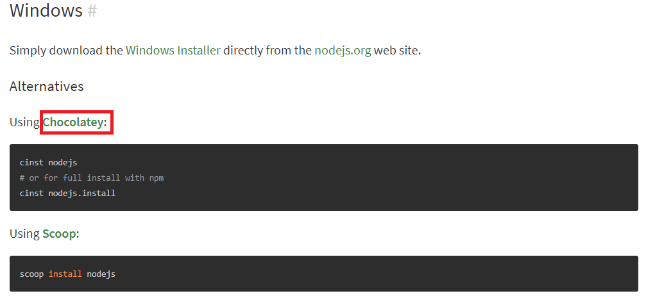 Windows #
Simply download the Windows Installer directly from the nodejs.org web site.
Alternatives
Using Chocolatey:
cinst nodejs
# or for full install with npm
cinst nodejs.install
Using Scoop:
scoop install nodejs